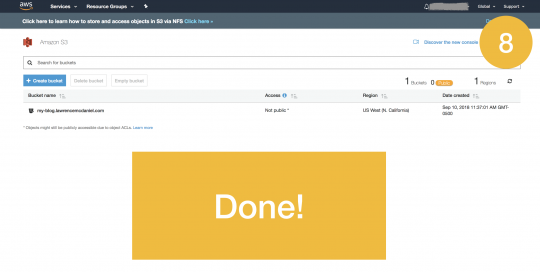 aws
Services Resource Groups Global Support
Click here to learn how to store and access objects in S3 via NFS Click here »
8
Amazon S3
Discover the new console
Search for buckets
+ Create bucket Delete bucket Empty bucket
1 Buckets 0 Public 1 Regions
Bucket name Access Region Date created
my-blog.lawrencemcdaniel.com Not public * US West (N. California) Sep 10, 2018 11:37:01 AM GMT-
0500
* Objects might still be publicly accessible due to object ACLs. Learn more
Done!